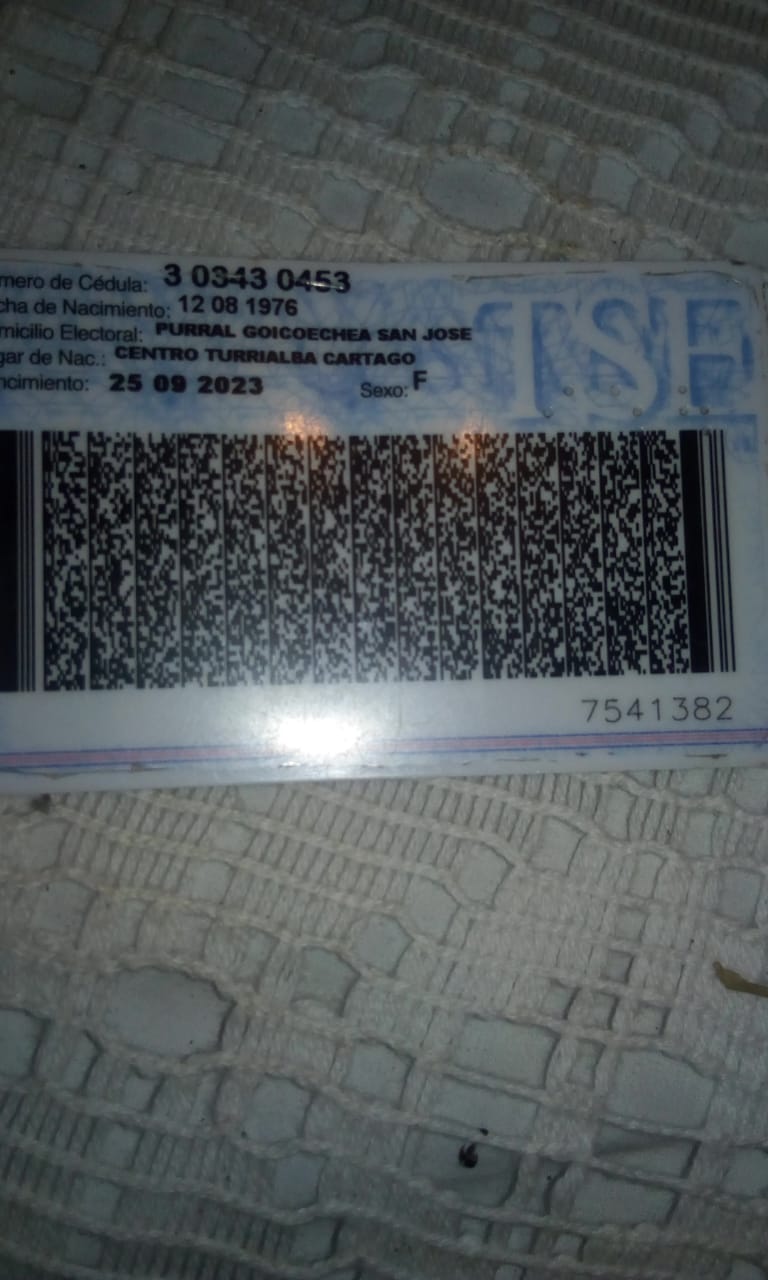 mero de Cédula: 3 0343 0453
cha de Nacimiento: 12 08 1976
micilio Electoral: PURRAL GOICOECHEA SAN JOSE
gar de Nac.: CENTRO TURRIALBA CARTAGO
ncimiento: 25 09 2023 Sexo: F
TSE
7541382